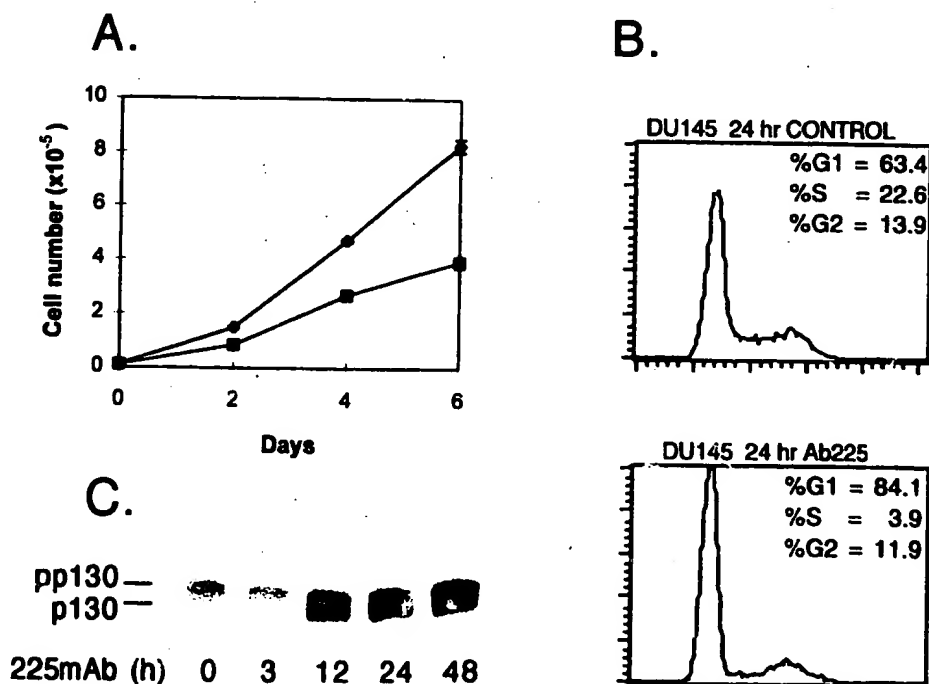 A.
10
8
6
4
2
0
Cell number (x10⁻⁵)
0 2 4 6
Days
B.
DU145 24 hr CONTROL
%G1 = 63.4
%S = 22.6
%G2 = 13.9
DU145 24 hr Ab225
%G1 = 84.1
%S = 3.9
%G2 = 11.9
C.
pp130
p130
225mAb (h) 0 3 12 24 48